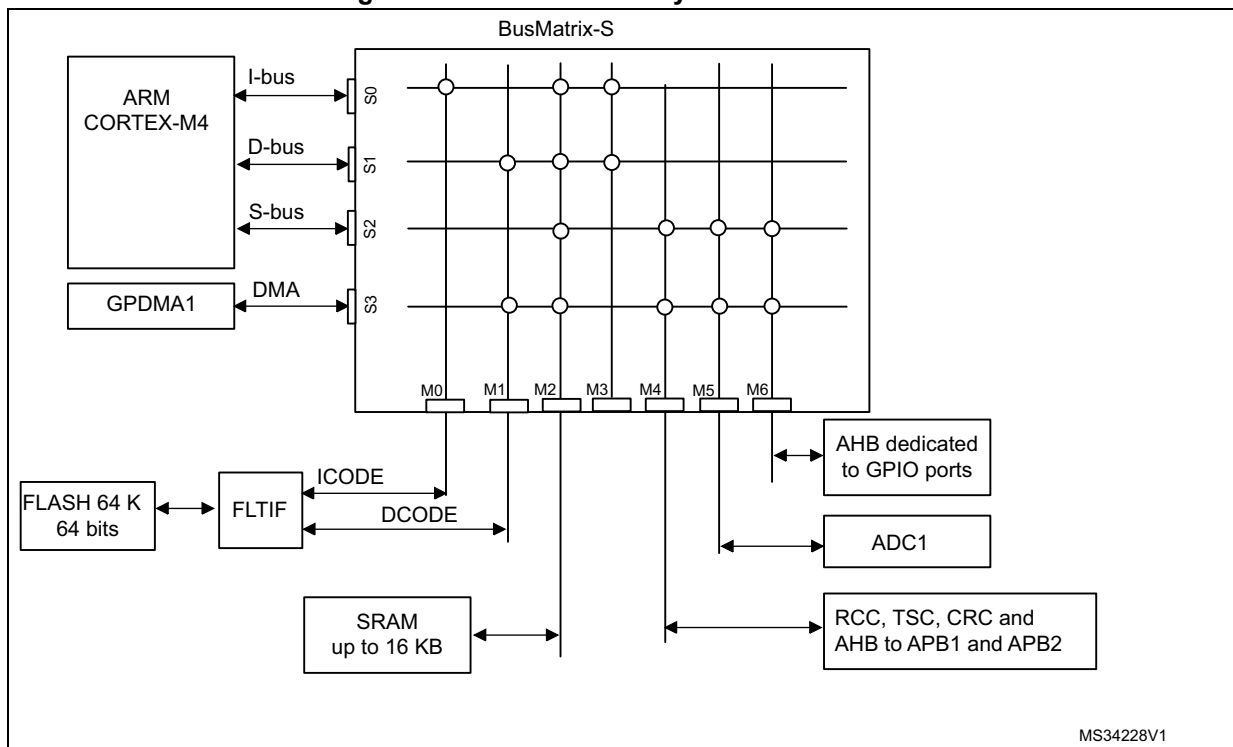 BusMatrix-S
ARM
CORTEX-M4
I-bus
D-bus
S-bus
GPDMA1
DMA
S0
S1
S2
S3
M0 M1 M2 M3 M4 M5 M6
FLASH 64 K
64 bits
FLTIF
ICODE
DCODE
SRAM
up to 16 KB
AHB dedicated
to GPIO ports
ADC1
RCC, TSC, CRC and
AHB to APB1 and APB2
MS34228V1